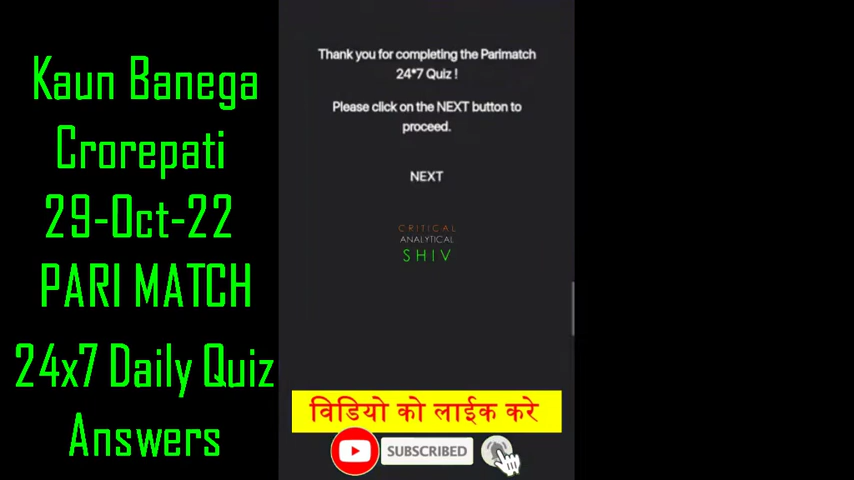 Kaun Banega
Crorepati
29-Oct-22
PARI MATCH
24x7 Daily Quiz
Answers
Thank you for completing the Parimatch
24*7 Quiz !
Please click on the NEXT button to
proceed.
NEXT
CRITICAL
ANALYTICAL
SHIV
विडियो को लाईक करे
SUBSCRIBED